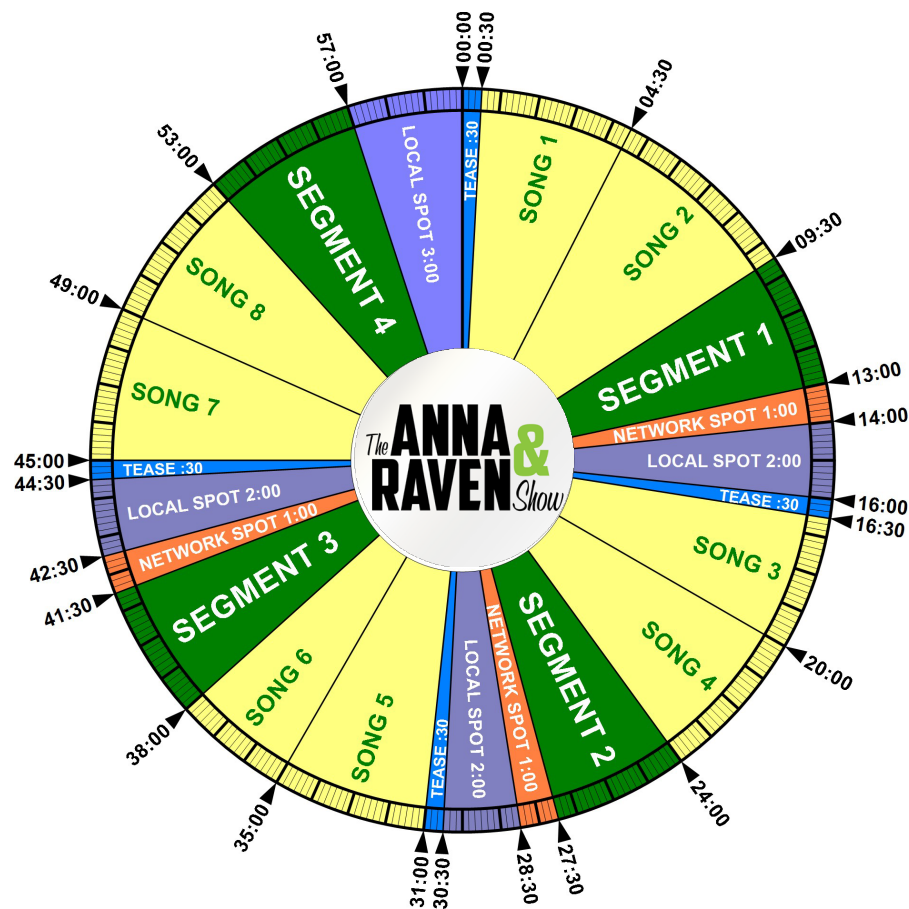 00:00
00:30
TEASE :30
SONG 1
04:30
SONG 2
09:30
SEGMENT 1
13:00
NETWORK SPOT 1:00
14:00
LOCAL SPOT 2:00
16:00
TEASE :30
16:30
SONG 3
20:00
SONG 4
24:00
SEGMENT 2
27:30
NETWORK SPOT 1:00
28:30
LOCAL SPOT 2:00
30:30
TEASE :30
31:00
SONG 5
35:00
SONG 6
38:00
SEGMENT 3
41:30
NETWORK SPOT 1:00
42:30
LOCAL SPOT 2:00
44:30
TEASE :30
45:00
SONG 7
49:00
SONG 8
53:00
SEGMENT 4
57:00
LOCAL SPOT 3:00
The ANNA &
RAVEN Show